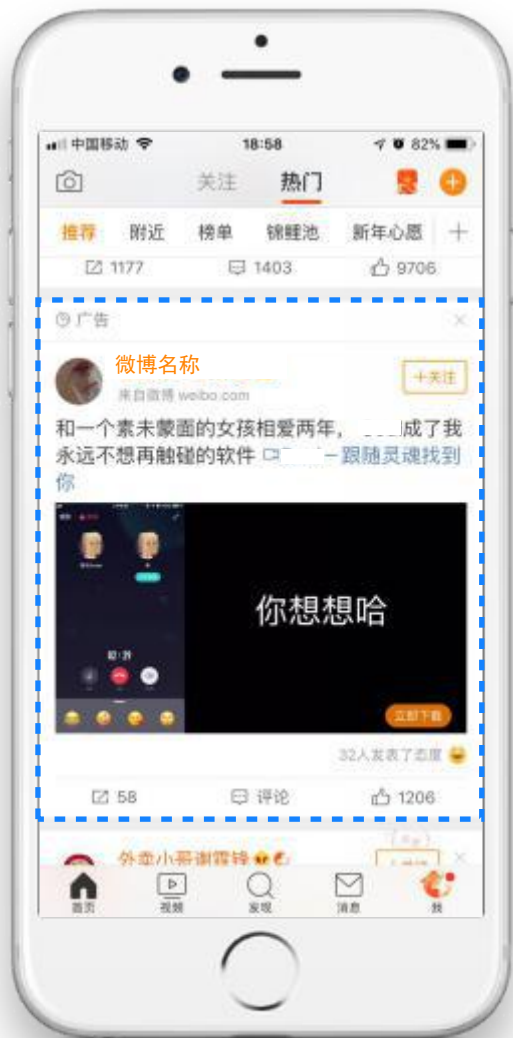 中国移动 18:58 82%
关注 热门
推荐 附近 榜单 锦鲤池 新年心愿
1177 1403 9706
广告
微博名称
+关注
来自微博 weibo.com
和一个素未蒙面的女孩相爱两年, 成了我
永远不想再触碰的软件 跟随灵魂找到
你
你想想哈
02:39
立即下载
32人发表了态度
58 评论 1206
外卖小哥谢霆锋
首页 视频 发现 消息 我